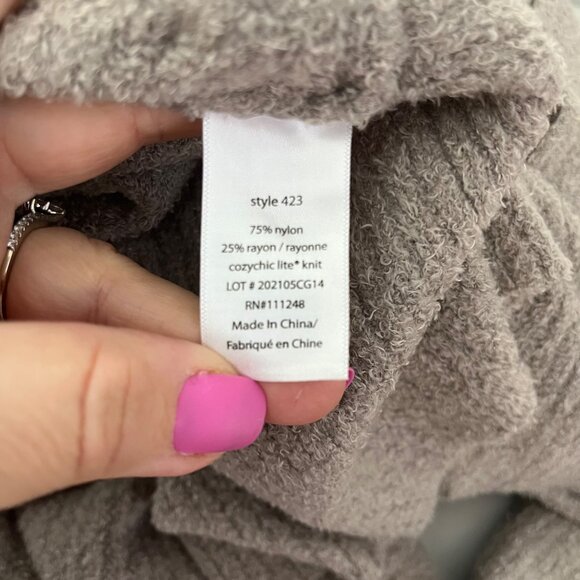 style 423
75% nylon
25% rayon / rayonne
cozychic lite* knit
LOT # 202105CG14
RN#111248
Made In China/
Fabriqué en Chine